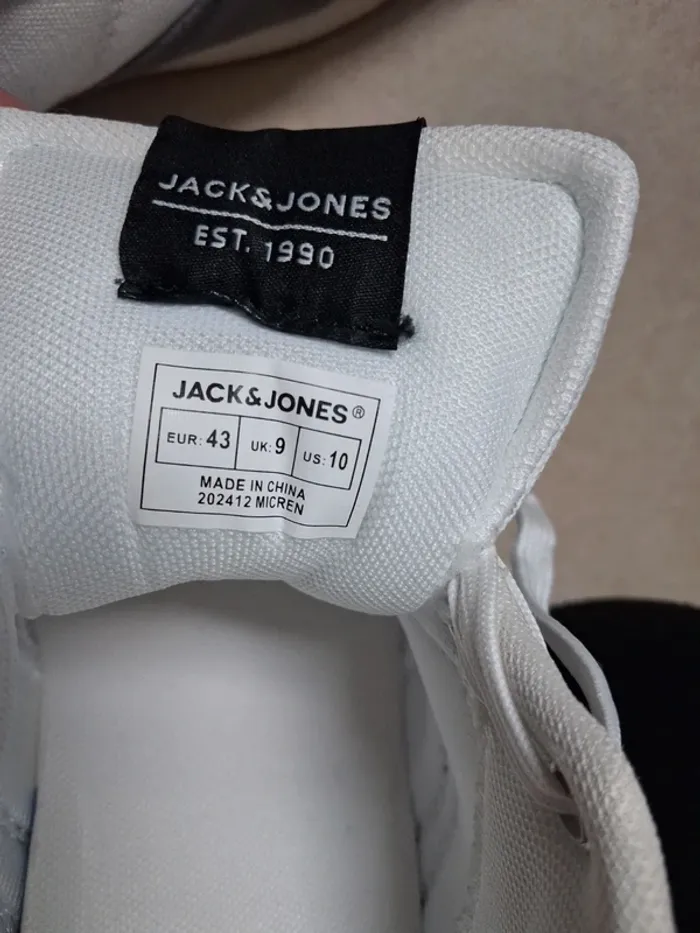 JACK&JONES
EST. 1990
JACK&JONES®
EUR: 43 UK: 9 US: 10
MADE IN CHINA
202412 MICREN